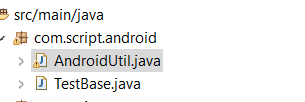 src/main/java
com.script.android
AndroidUtil.java
TestBase.java